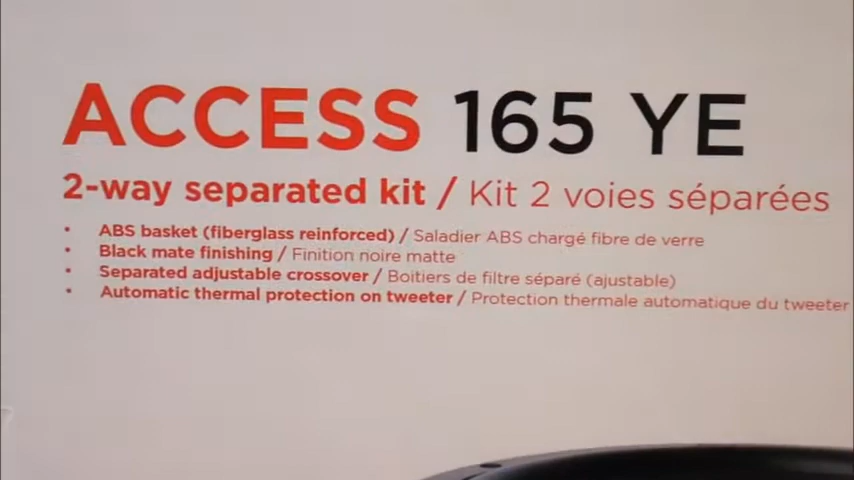 ACCESS 165 YE
2-way separated kit / Kit 2 voies séparées
• ABS basket (fiberglass reinforced) / Saladier ABS chargé fibre de verre
• Black mate finishing / Finition noire matte
• Separated adjustable crossover / Boitiers de filtre séparé (ajustable)
• Automatic thermal protection on tweeter / Protection thermale automatique du tweeter